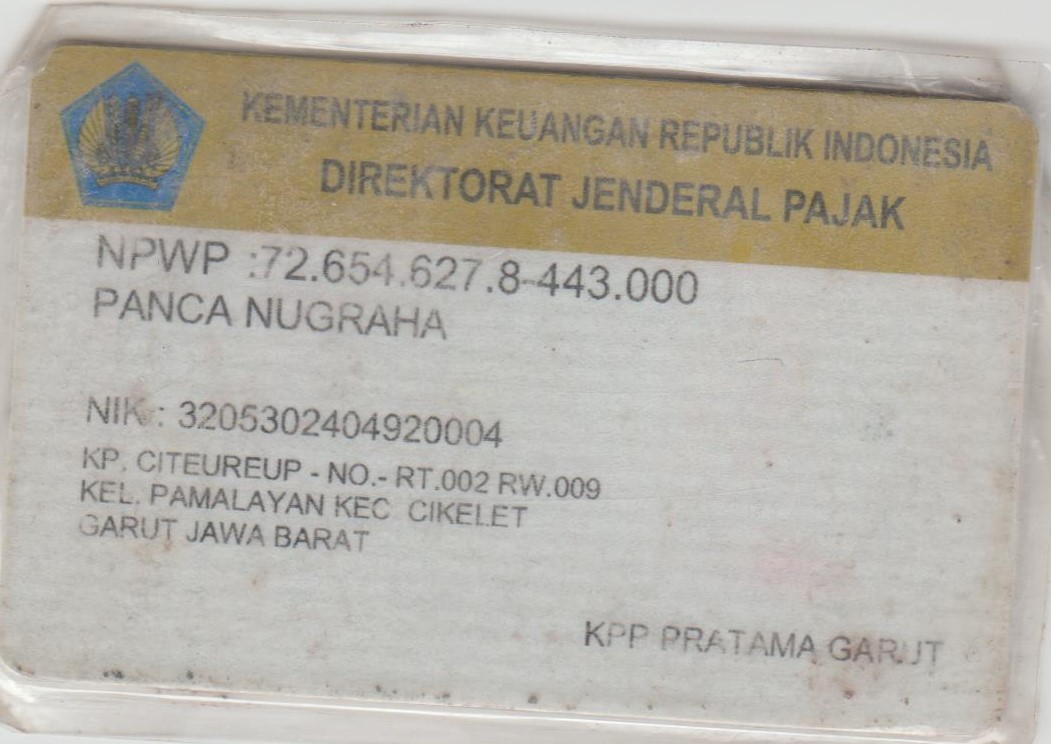 KEMENTERIAN KEUANGAN REPUBLIK INDONESIA
DIREKTORAT JENDERAL PAJAK
NPWP :72.654.627.8-443.000
PANCA NUGRAHA
NIK : 3205302404920004
KP. CITEUREUP - NO.- RT.002 RW.009
KEL. PAMALAYAN KEC CIKELET
GARUT JAWA BARAT
KPP PRATAMA GARUT